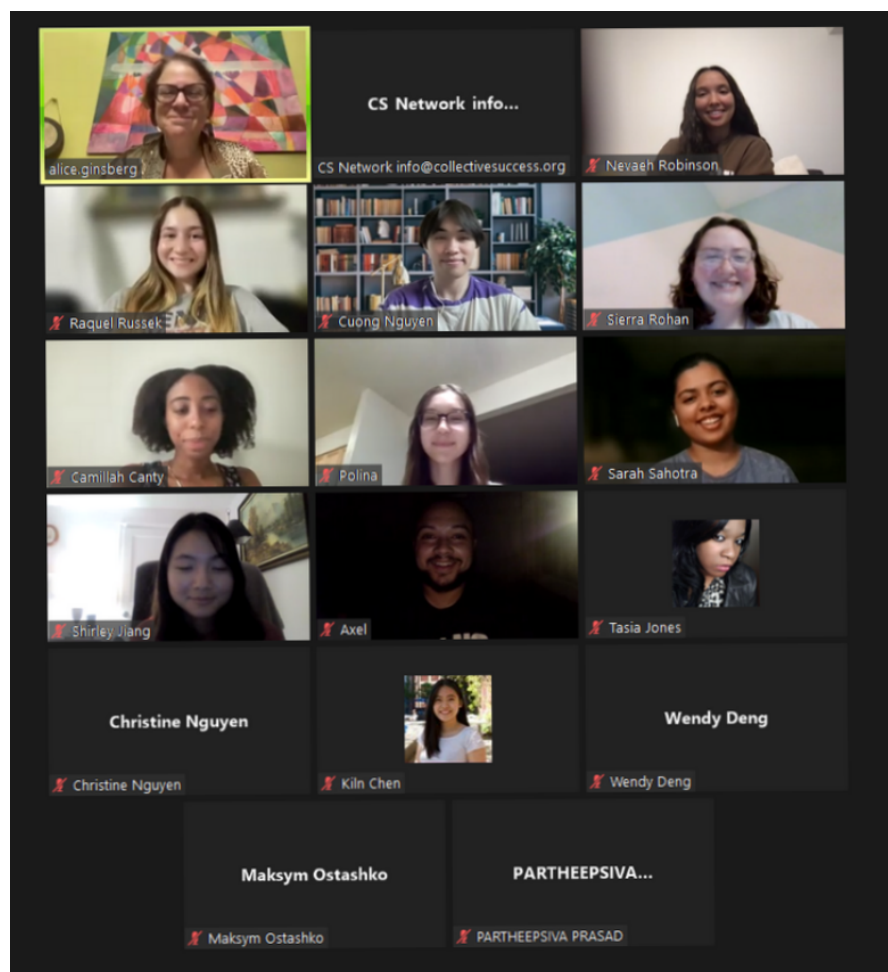 alice.ginsberg
CS Network info...
CS Network info@collectivesuccess.org
Nevaeh Robinson
Raquel Russek
Cuong Nguyen
Sierra Rohan
Camillah Canty
Polina
Sarah Sahotra
Shirley Jiang
Axel
Tasia Jones
Christine Nguyen
Christine Nguyen
Kiln Chen
Wendy Deng
Wendy Deng
Maksym Ostashko
Maksym Ostashko
PARTHEEPSIVA...
PARTHEEPSIVA PRASAD